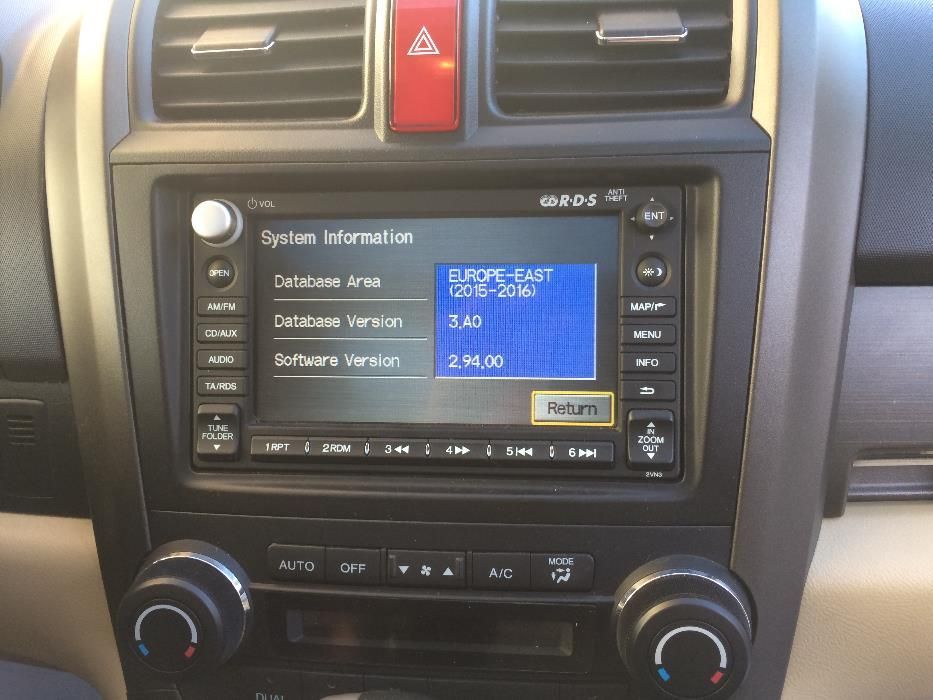 VOL
R·D·S
ANTI
THEFT
ENT
System Information
OPEN
Database Area
EUROPE-EAST
(2015-2016)
AM/FM
MAP/
Database Version
3.A0
CD/AUX
MENU
AUDIO
Software Version
2.94.00
INFO
TA/RDS
Return
TUNE
FOLDER
IN
ZOOM
OUT
1RPT
2RDM
3
4
5
6
2VN3
AUTO
OFF
A/C
MODE
DUAL